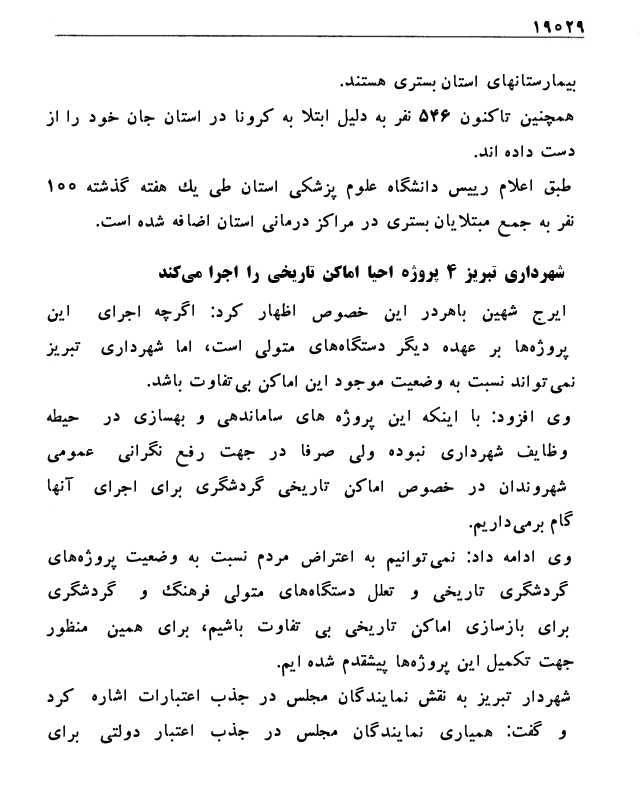 ۱۹۰۲۹
بیمارستانهای استان بستری هستند.
همچنین تاکنون ۵۴۶ نفر به دلیل ابتلا به کرونا در استان جان خود را از
دست داده اند.
طبق اعلام رییس دانشگاه علوم پزشکی استان طی یك هفته گذشته ۱۰۰
نفر به جمع مبتلایان بستری در مراکز درمانی استان اضافه شده است.
شهرداری تبریز ۴ پروژه احیا اماکن تاریخی را اجرا می‌کند
ایرج شهین باهردر این خصوص اظهار کرد: اگرچه اجرای این
پروژه‌ها بر عهده دیگر دستگاه‌های متولی است، اما شهرداری تبریز
نمی‌تواند نسبت به وضعیت موجود این اماکن بی‌تفاوت باشد.
وی افزود: با اینکه این پروژه های ساماندهی و بهسازی در حیطه
وظایف شهرداری نبوده ولی صرفا در جهت رفع نگرانی عمومی
شهروندان در خصوص اماکن تاریخی گردشگری برای اجرای آنها
گام برمی‌داریم.
وی ادامه داد: نمی‌توانیم به اعتراض مردم نسبت به وضعیت پروژه‌های
گردشگری تاریخی و تعلل دستگاه‌های متولی فرهنگ و گردشگری
برای بازسازی اماکن تاریخی بی تفاوت باشیم، برای همین منظور
جهت تکمیل این پروژه‌ها پیشقدم شده ایم.
شهردار تبریز به نقش نمایندگان مجلس در جذب اعتبارات اشاره کرد
و گفت: همیاری نمایندگان مجلس در جذب اعتبار دولتی برای